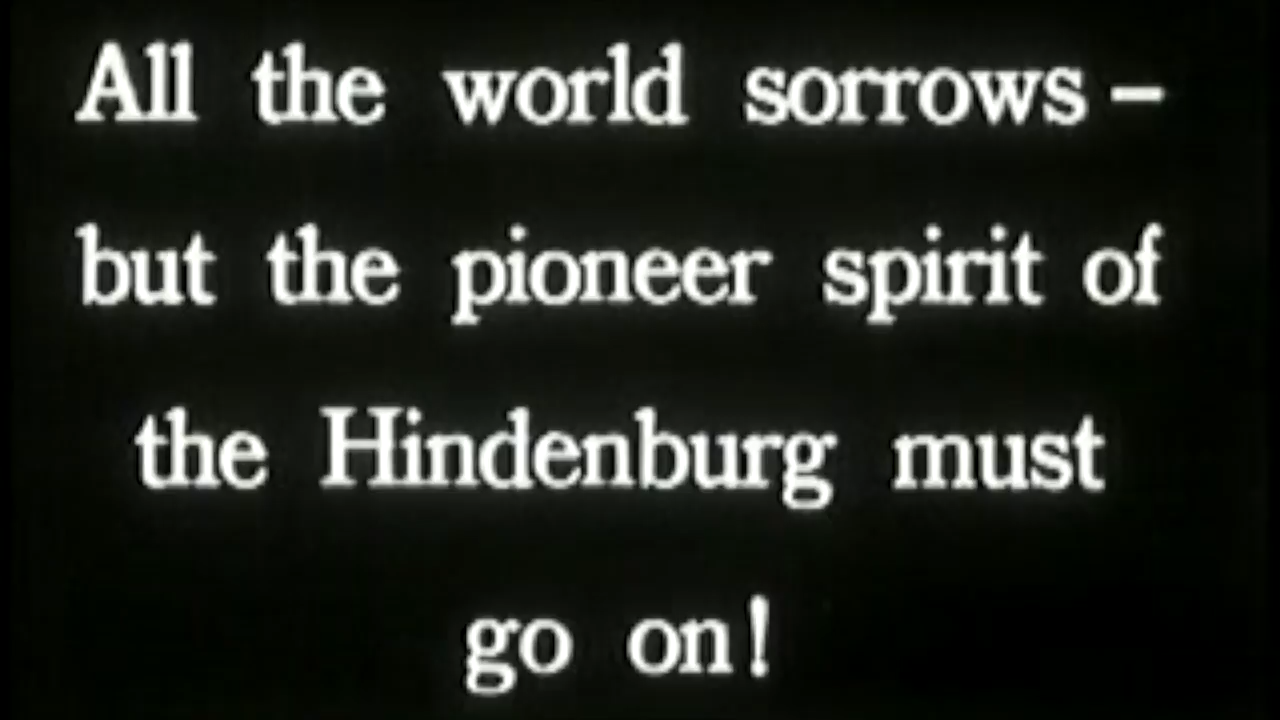 All the world sorrows –
but the pioneer spirit of
the Hindenburg must
go on!